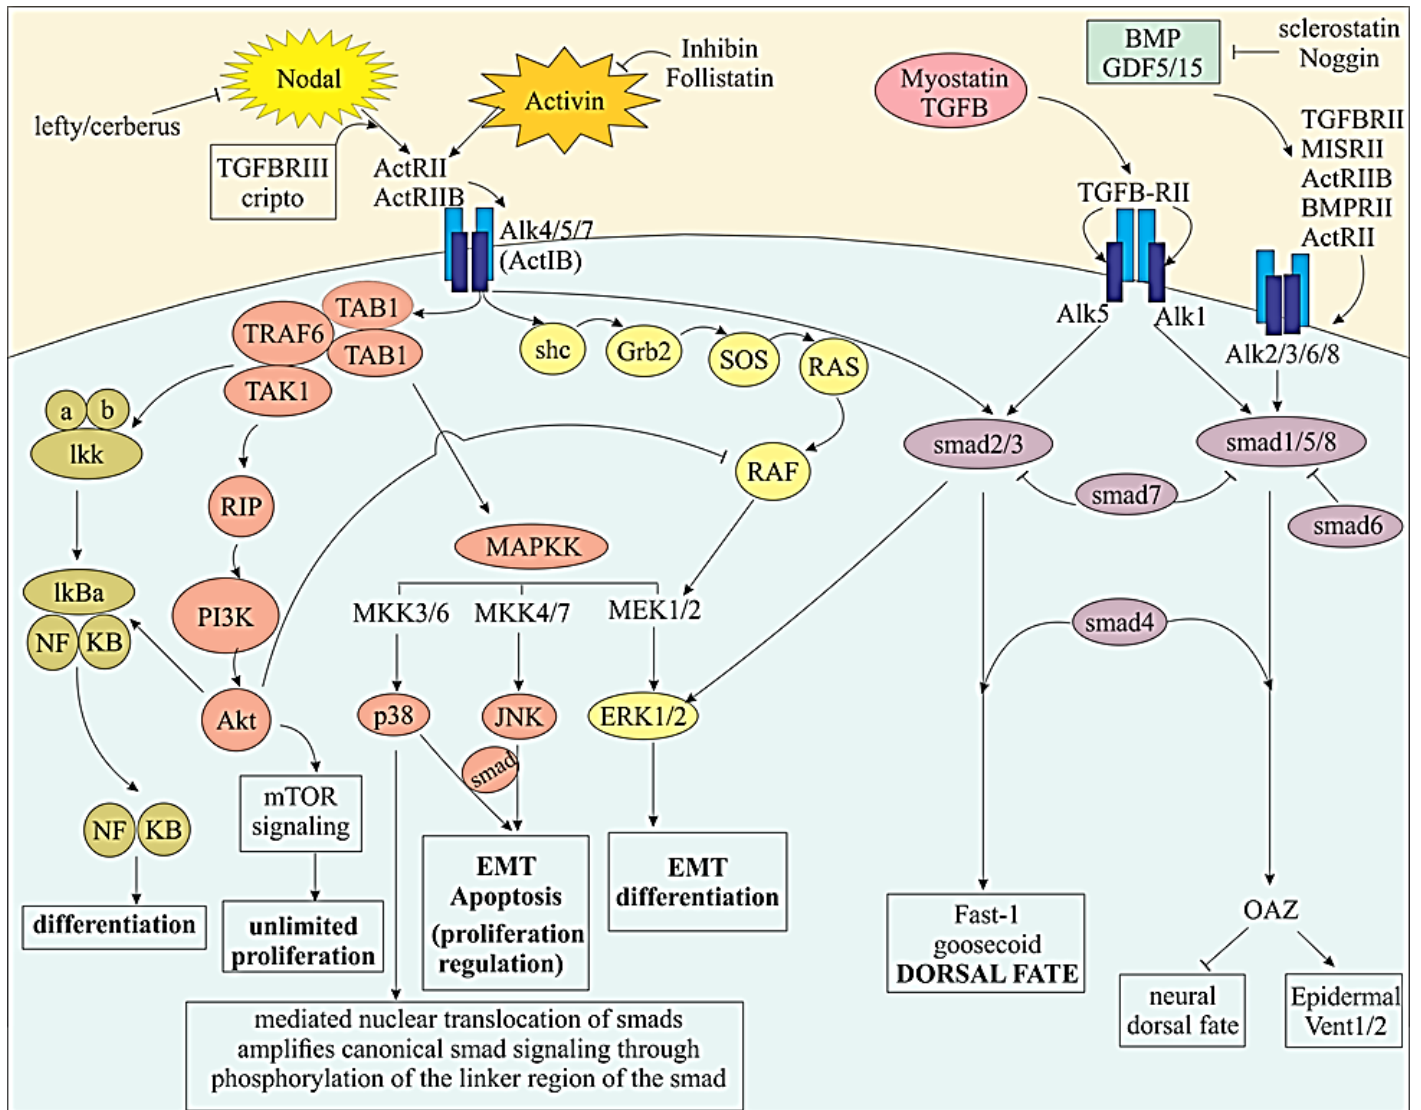 Nodal
lefty/cerberus
TGFBRIII
cripto
Activin
Inhibin
Follistatin
ActRII
ActRIIB
Alk4/5/7
(ActIB)
Myostatin
TGFB
BMP
GDF5/15
sclerostatin
Noggin
TGFBRII
MISRII
ActRIIB
BMPRII
ActRII
TGFB-RII
Alk5
Alk1
Alk2/3/6/8
TAB1
TRAF6
TAB1
TAK1
shc
Grb2
SOS
RAS
a
b
lkk
RAF
smad2/3
smad1/5/8
smad7
smad6
RIP
MAPKK
lkBa
NF
KB
PI3K
MKK3/6
MKK4/7
MEK1/2
smad4
Akt
p38
JNK
ERK1/2
smad
mTOR
signaling
NF
KB
differentiation
unlimited
proliferation
EMT
Apoptosis
(proliferation
regulation)
EMT
differentiation
Fast-1
goosecoid
DORSAL FATE
OAZ
neural
dorsal fate
Epidermal
Vent1/2
mediated nuclear translocation of smads
amplifies canonical smad signaling through
phosphorylation of the linker region of the smad